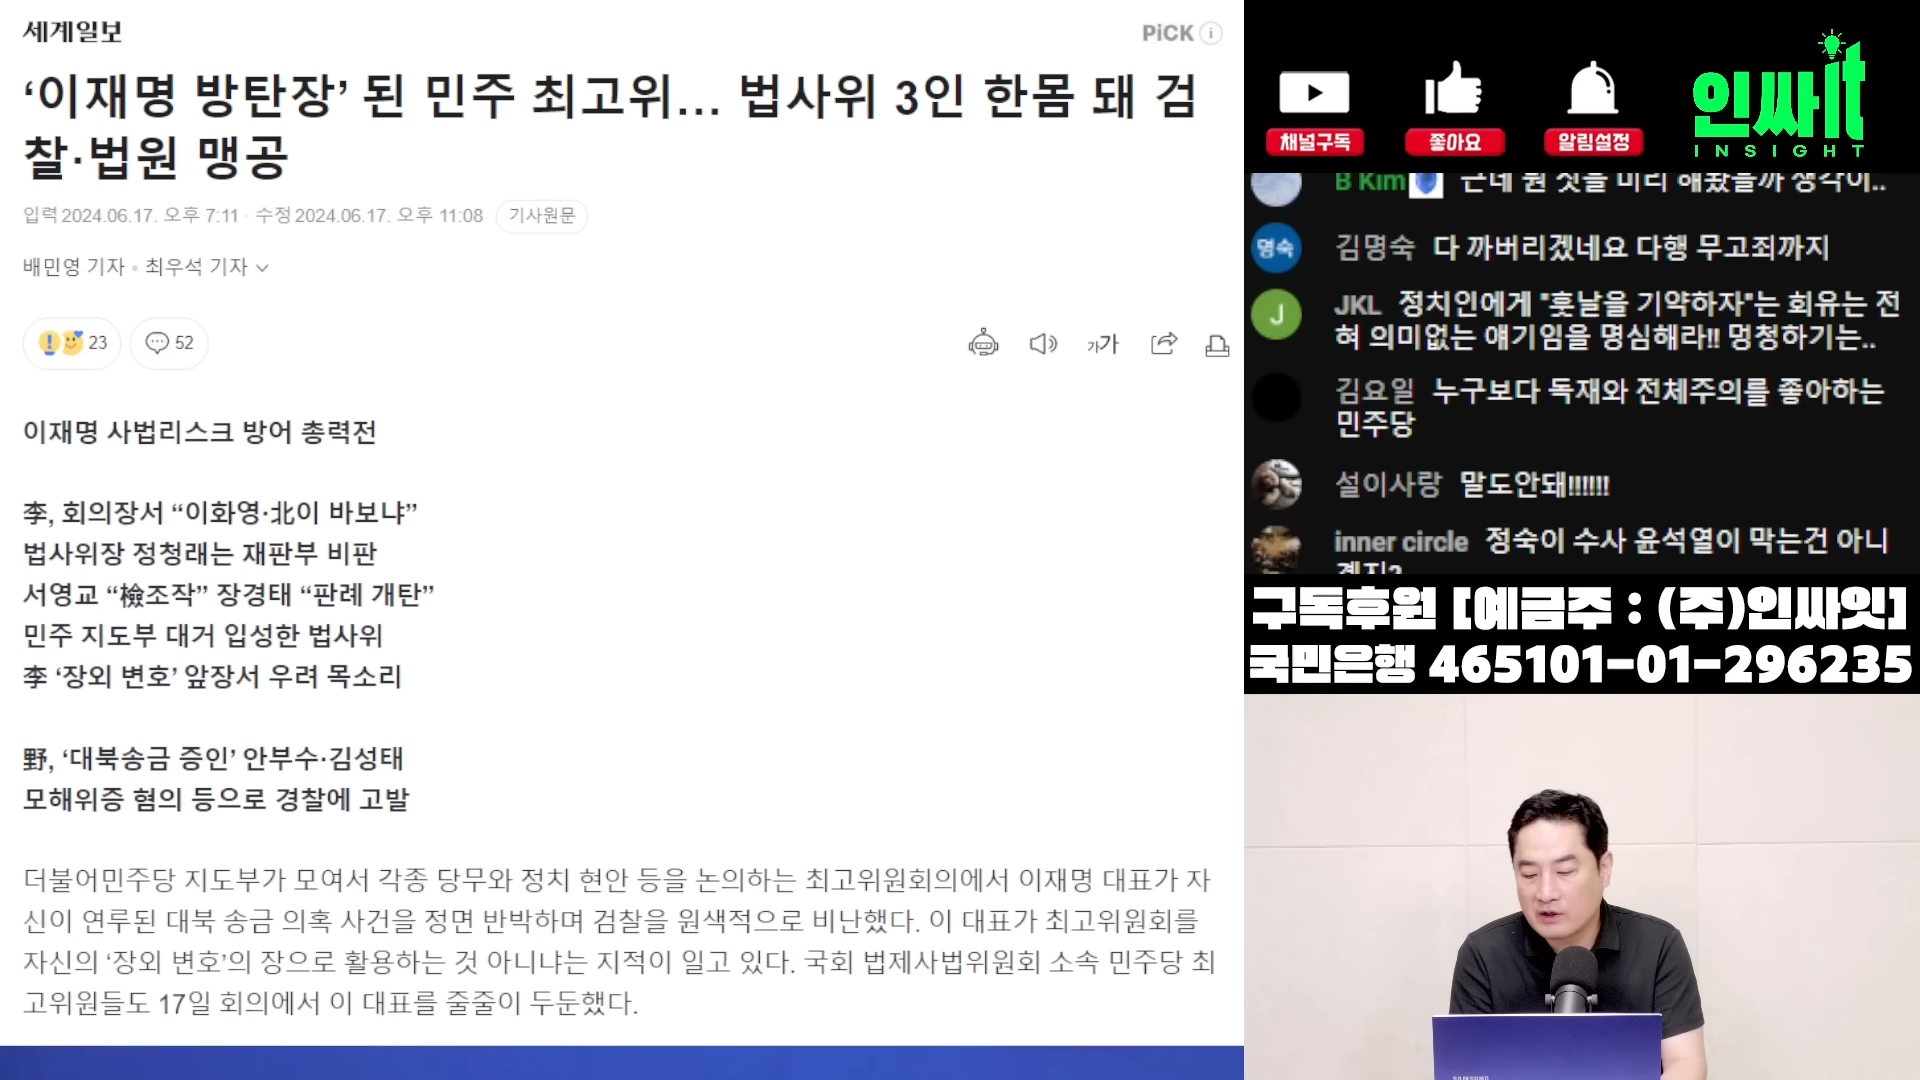 세계일보
PiCK
‘이재명 방탄장’ 된 민주 최고위… 법사위 3인 한몸 돼 검
찰·법원 맹공
입력 2024.06.17. 오후 7:11 · 수정 2024.06.17. 오후 11:08 기사원문
배민영 기자 · 최우석 기자
23 52
가가
이재명 사법리스크 방어 총력전
李, 회의장서 “이화영·北이 바보냐”
법사위장 정청래는 재판부 비판
서영교 “檢조작” 장경태 “판례 개탄”
민주 지도부 대거 입성한 법사위
李 ‘장외 변호’ 앞장서 우려 목소리
野, ‘대북송금 증인’ 안부수·김성태
모해위증 혐의 등으로 경찰에 고발
더불어민주당 지도부가 모여서 각종 당무와 정치 현안 등을 논의하는 최고위원회의에서 이재명 대표가 자
신이 연루된 대북 송금 의혹 사건을 정면 반박하며 검찰을 원색적으로 비난했다. 이 대표가 최고위원회를
자신의 ‘장외 변호’의 장으로 활용하는 것 아니냐는 지적이 일고 있다. 국회 법제사법위원회 소속 민주당 최
고위원들도 17일 회의에서 이 대표를 줄줄이 두둔했다.
채널구독 좋아요 알림설정
인싸it
INSIGHT
B Kim 근데 뭔 짓을 미리 해놨을까 생각이..
명숙 김명숙 다 까버리겠네요 다행 무고죄까지
J JKL 정치인에게 "훗날을 기약하자"는 회유는 전
혀 의미없는 얘기임을 명심해라!! 멍청하기는..
김요일 누구보다 독재와 전체주의를 좋아하는
민주당
설이사랑 말도안돼!!!!!!
inner circle 정숙이 수사 윤석열이 막는건 아니
겠지?
구독후원 [예금주 : (주)인싸잇]
국민은행 465101-01-296235
SAMSUNG